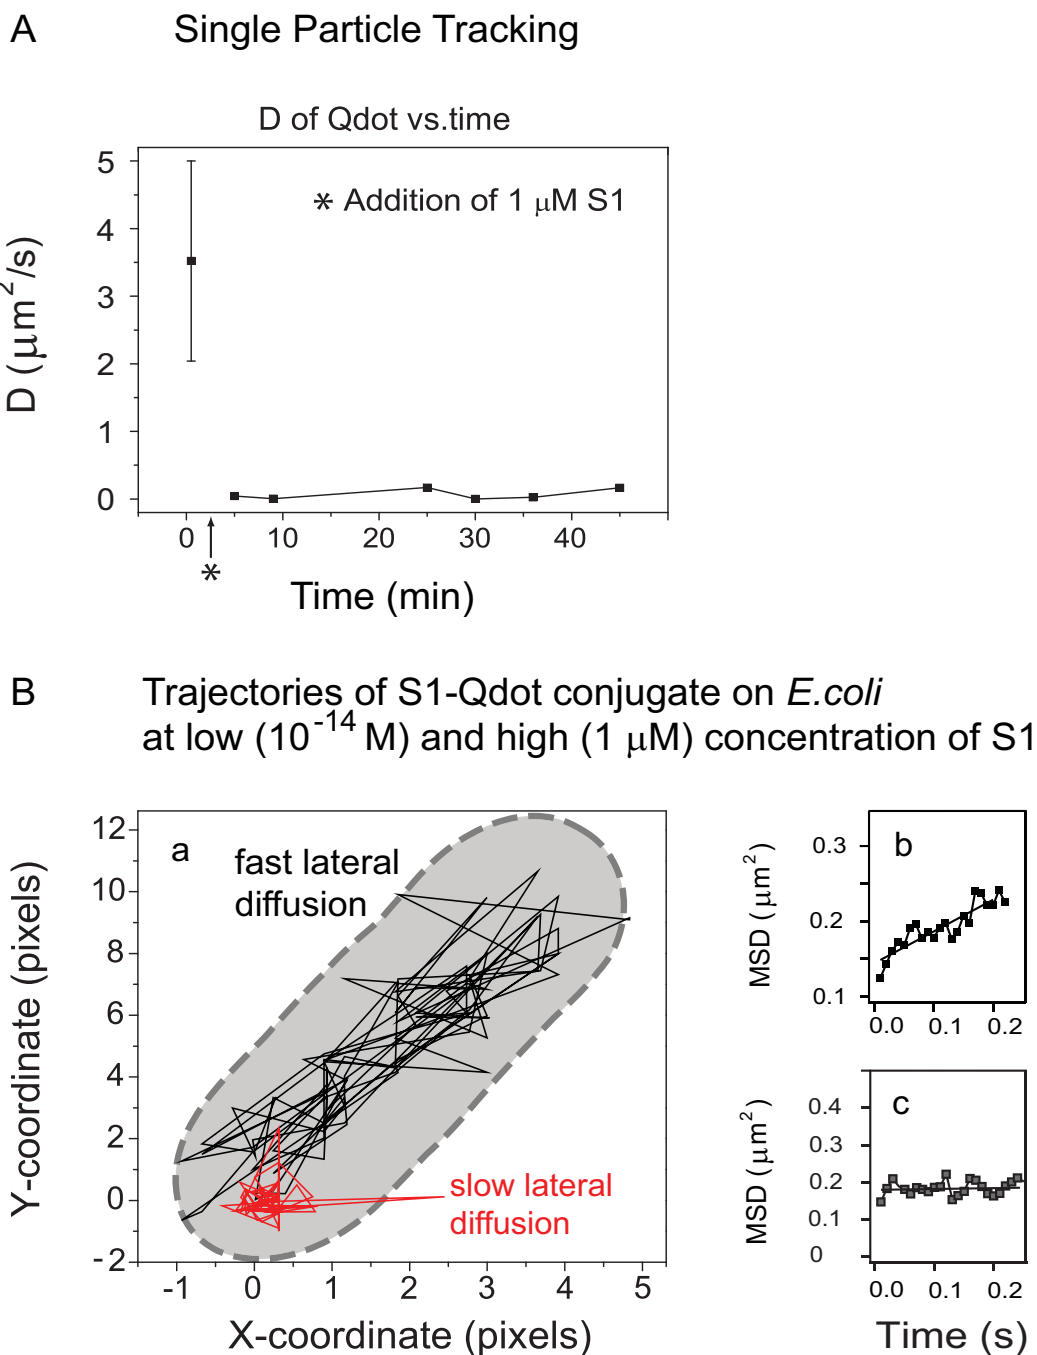 A Single Particle Tracking
D of Qdot vs.time
* Addition of 1 μM S1
D (μm²/s)
5
4
3
2
1
0
0 10 20 30 40
*
Time (min)
B Trajectories of S1-Qdot conjugate on E.coli
at low (10⁻¹⁴ M) and high (1 μM) concentration of S1
a
fast lateral
diffusion
slow lateral
diffusion
Y-coordinate (pixels)
12
10
8
6
4
2
0
-2
-1 0 1 2 3 4 5
X-coordinate (pixels)
b
MSD (μm²)
0.3
0.2
0.1
0.0 0.1 0.2
c
MSD (μm²)
0.4
0.3
0.2
0.1
0
0.0 0.1 0.2
Time (s)